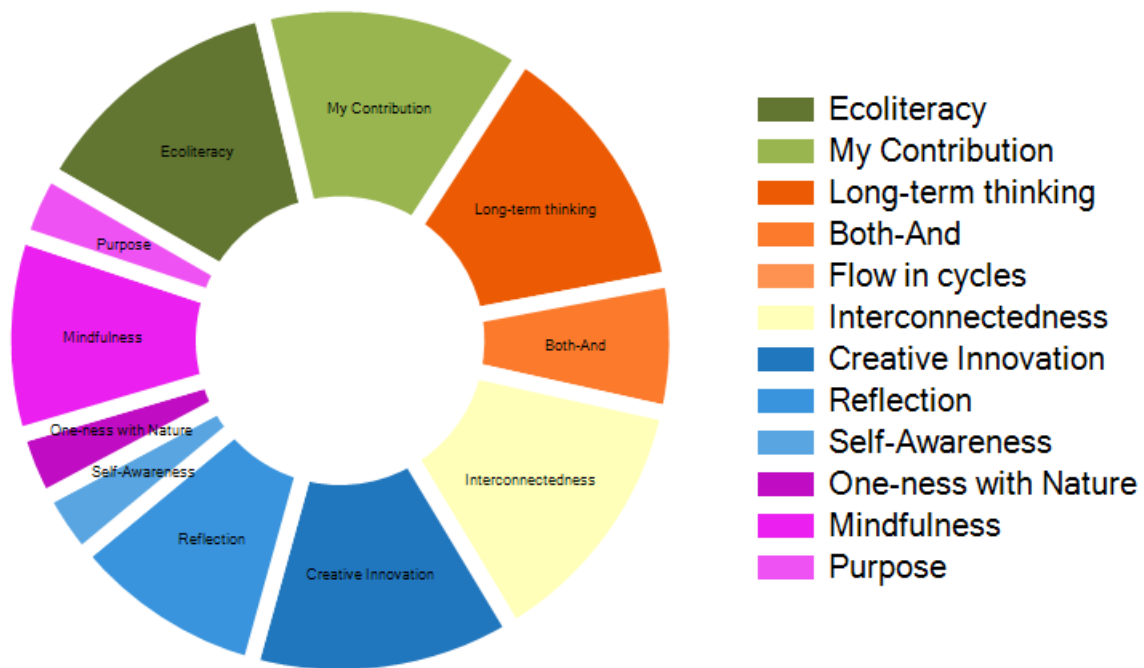 My Contribution
Ecoliteracy
Long-term thinking
Purpose
Mindfulness
Both-And
One-ness with Nature
Self-Awareness
Interconnectedness
Reflection
Creative Innovation
Ecoliteracy
My Contribution
Long-term thinking
Both-And
Flow in cycles
Interconnectedness
Creative Innovation
Reflection
Self-Awareness
One-ness with Nature
Mindfulness
Purpose